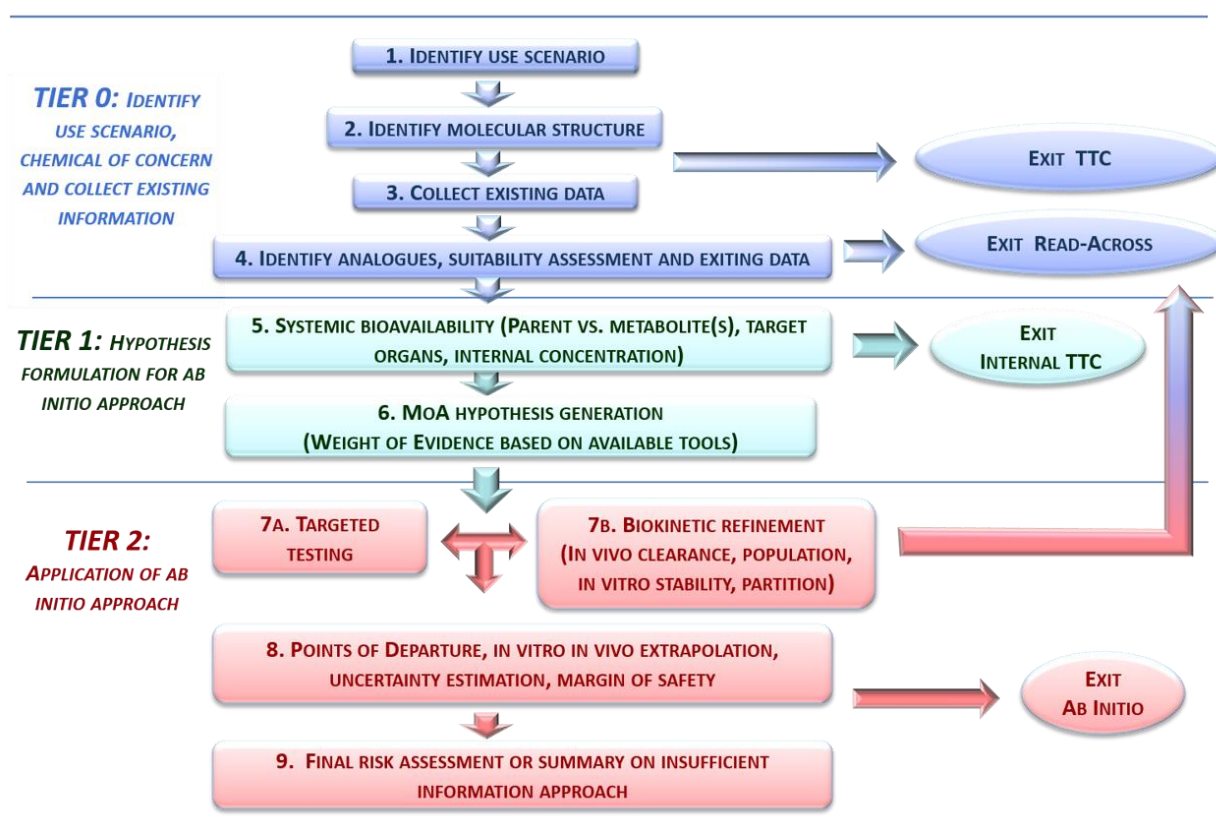 1. Identify use scenario
TIER 0: Identify
use scenario,
chemical of concern
and collect existing
information
2. Identify molecular structure
Exit TTC
3. Collect existing data
4. Identify analogues, suitability assessment and exiting data
Exit Read-Across
TIER 1: Hypothesis
formulation for ab
initio approach
5. Systemic bioavailability (Parent vs. metabolite(s), target
organs, internal concentration)
Exit
Internal TTC
6. MoA hypothesis generation
(Weight of Evidence based on available tools)
TIER 2:
Application of ab
initio approach
7a. Targeted
testing
7b. Biokinetic refinement
(In vivo clearance, population,
in vitro stability, partition)
8. Points of Departure, in vitro in vivo extrapolation,
uncertainty estimation, margin of safety
Exit
Ab Initio
9. Final risk assessment or summary on insufficient
information approach